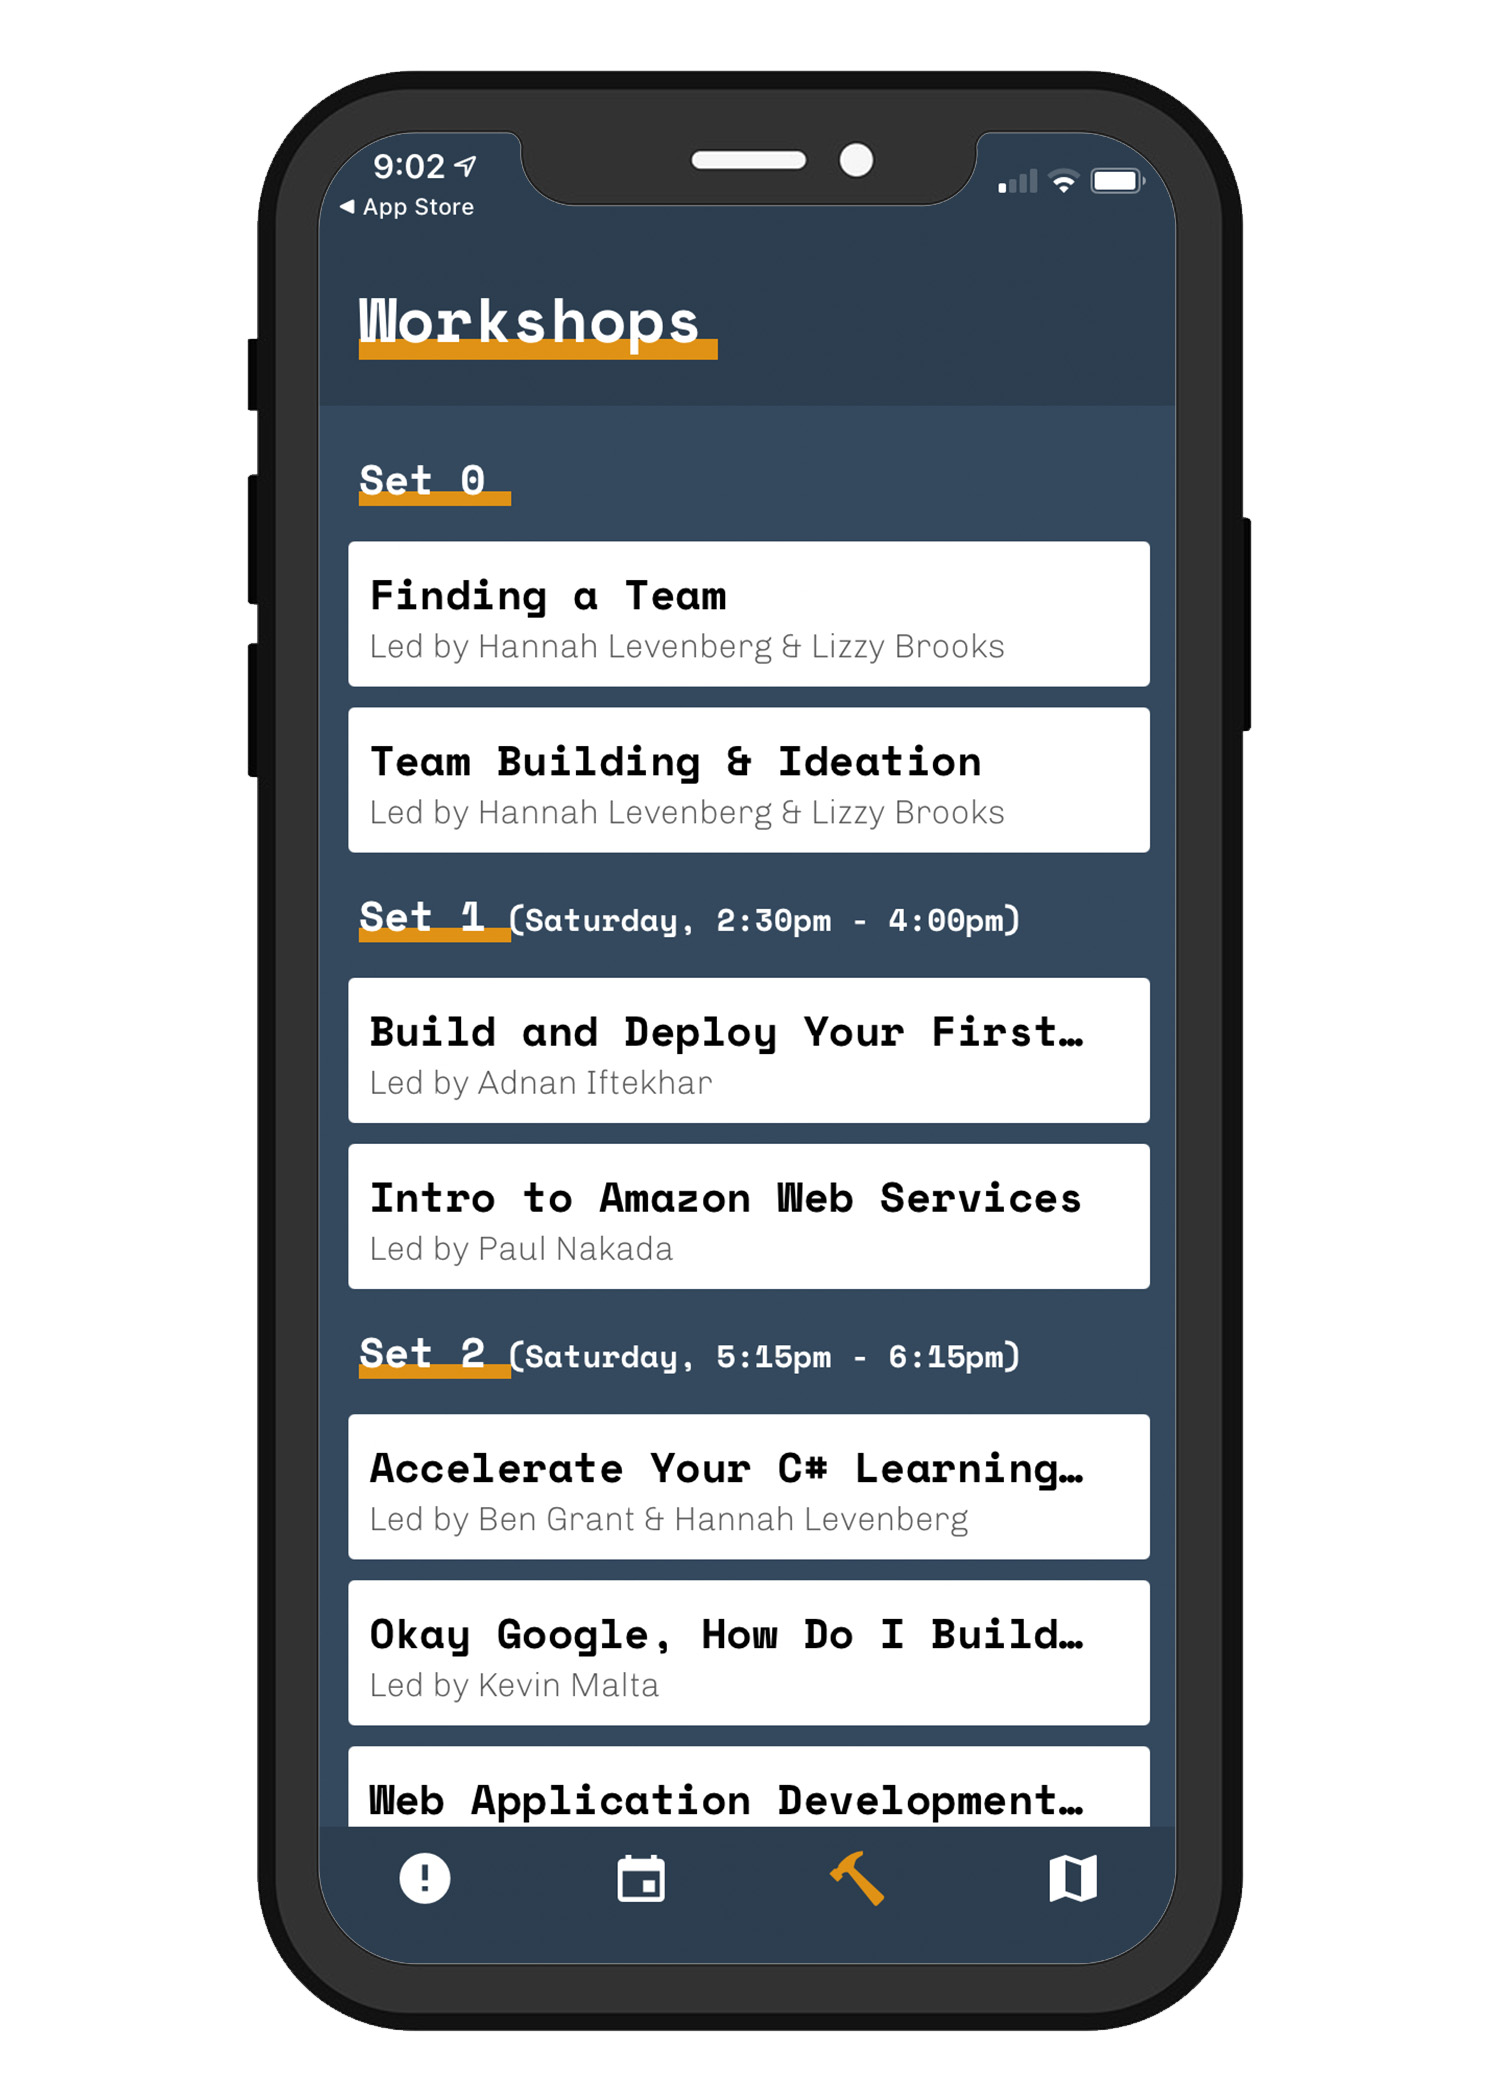 9:02
App Store
Workshops
Set 0
Finding a Team
Led by Hannah Levenberg & Lizzy Brooks
Team Building & Ideation
Led by Hannah Levenberg & Lizzy Brooks
Set 1 (Saturday, 2:30pm - 4:00pm)
Build and Deploy Your First…
Led by Adnan Iftekhar
Intro to Amazon Web Services
Led by Paul Nakada
Set 2 (Saturday, 5:15pm - 6:15pm)
Accelerate Your C# Learning…
Led by Ben Grant & Hannah Levenberg
Okay Google, How Do I Build…
Led by Kevin Malta
Web Application Development…